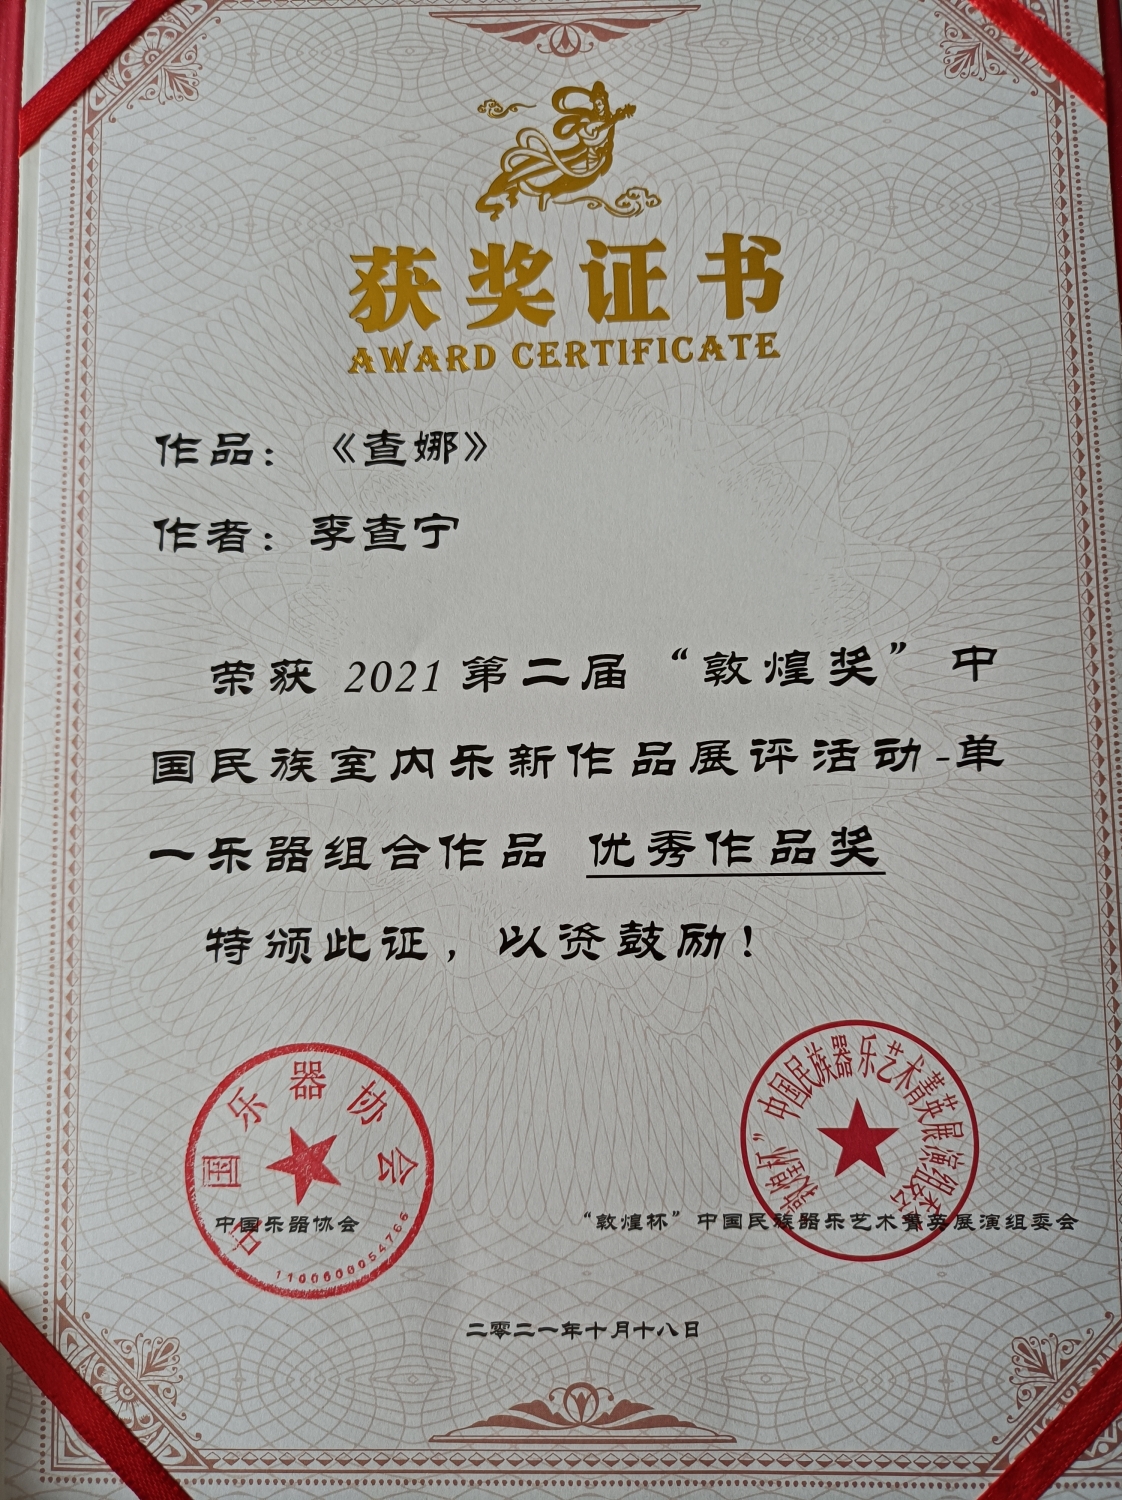 获奖证书
AWARD CERTIFICATE
作品：《查娜》
作者：李查宁
荣获 2021 第二届“敦煌奖”中
国民族室内乐新作品展评活动-单
一乐器组合作品 优秀作品奖
特颁此证，以资鼓励！
中国乐器协会
中国乐器协会
“敦煌杯”中国民族器乐艺术菁英展演组委会
“敦煌杯”中国民族器乐艺术菁英展演组委会
二零二一年十月十八日